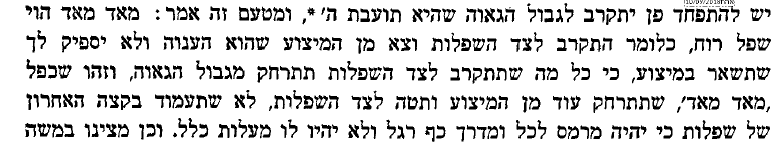 (10/09/2018אחר
יש להתפחד פן יתקרב לגבול הגאוה שהיא תועבת ה׳ *, ומטעם זה אמר: מאד מאד הוי
שפל רוח, כלומר התקרב לצד השפלות וצא מן המיצוע שהוא הענוה ולא יספיק לך
שתשאר במיצוע, כי כל מה שתתקרב לצד השפלות תתרחק מגבול הגאוה, וזהו שכפל
,מאד מאד׳, שתתרחק עוד מן המיצוע ותטה לצד השפלות, לא שתעמוד בקצה האחרון
של שפלות כי יהיה מרמס לכל ומדרך כף רגל ולא יהיו לו מעלות כלל. וכן מצינו במשה